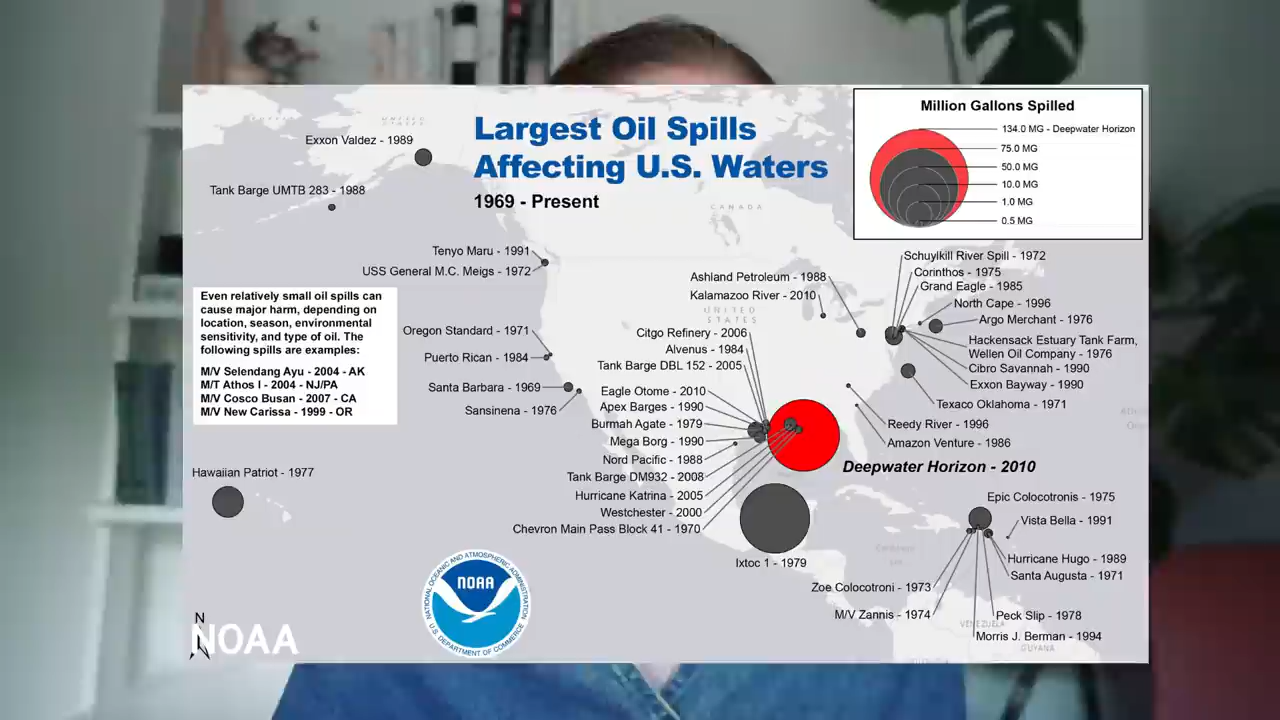 Largest Oil Spills
Affecting U.S. Waters
1969 - Present
Million Gallons Spilled
134.0 MG - Deepwater Horizon
75.0 MG
50.0 MG
10.0 MG
1.0 MG
0.5 MG
Exxon Valdez - 1989
Tank Barge UMTB 283 - 1988
CANADA
UNITED
STATES
Tenyo Maru - 1991
USS General M.C. Meigs - 1972
Even relatively small oil spills can
cause major harm, depending on
location, season, environmental
sensitivity, and type of oil. The
following spills are examples:
M/V Selendang Ayu - 2004 - AK
M/T Athos I - 2004 - NJ/PA
M/V Cosco Busan - 2007 - CA
M/V New Carissa - 1999 - OR
Oregon Standard - 1971
Puerto Rican - 1984
Santa Barbara - 1969
Sansinena - 1976
Hawaiian Patriot - 1977
Ashland Petroleum - 1988
Kalamazoo River - 2010
Citgo Refinery - 2006
Alvenus - 1984
Tank Barge DBL 152 - 2005
Eagle Otome - 2010
Apex Barges - 1990
Burmah Agate - 1979
Mega Borg - 1990
Nord Pacific - 1988
Tank Barge DM932 - 2008
Hurricane Katrina - 2005
Westchester - 2000
Chevron Main Pass Block 41 - 1970
Schuylkill River Spill - 1972
Corinthos - 1975
Grand Eagle - 1985
North Cape - 1996
Argo Merchant - 1976
Hackensack Estuary Tank Farm,
Wellen Oil Company - 1976
Cibro Savannah - 1990
Exxon Bayway - 1990
Texaco Oklahoma - 1971
Reedy River - 1996
Amazon Venture - 1986
Deepwater Horizon - 2010
Ixtoc 1 - 1979
Epic Colocotronis - 1975
Vista Bella - 1991
Hurricane Hugo - 1989
Santa Augusta - 1971
Zoe Colocotroni - 1973
M/V Zannis - 1974
Peck Slip - 1978
VENEZUELA
Morris J. Berman - 1994
GUYANA
NATIONAL OCEANIC AND ATMOSPHERIC ADMINISTRATION
NOAA
U.S. DEPARTMENT OF COMMERCE
N
NOAA